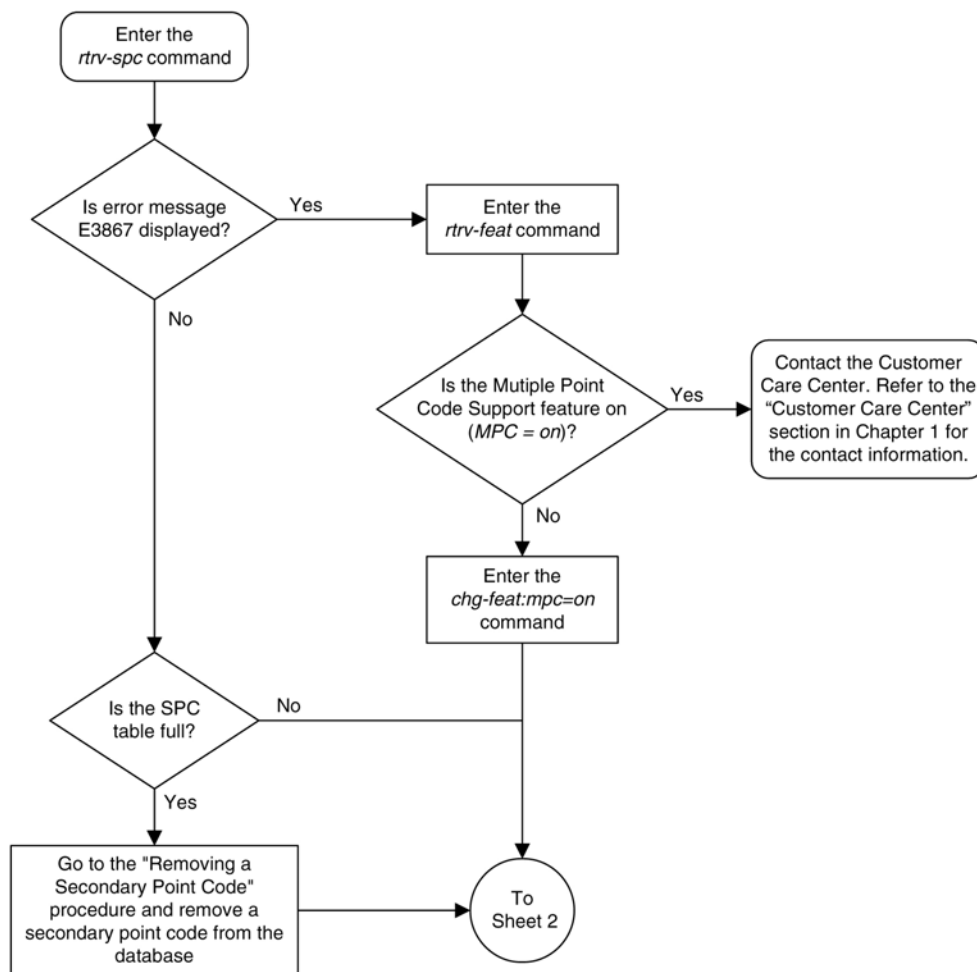 Enter the
rtrv-spc command
Is error message
E3867 displayed?
Yes
Enter the
rtrv-feat command
No
Is the Mutiple Point
Code Support feature on
(MPC = on)?
Yes
Contact the Customer
Care Center. Refer to the
“Customer Care Center”
section in Chapter 1 for
the contact information.
No
Enter the
chg-feat:mpc=on
command
Is the SPC
table full?
No
Yes
Go to the "Removing a
Secondary Point Code"
procedure and remove a
secondary point code from the
database
To
Sheet 2